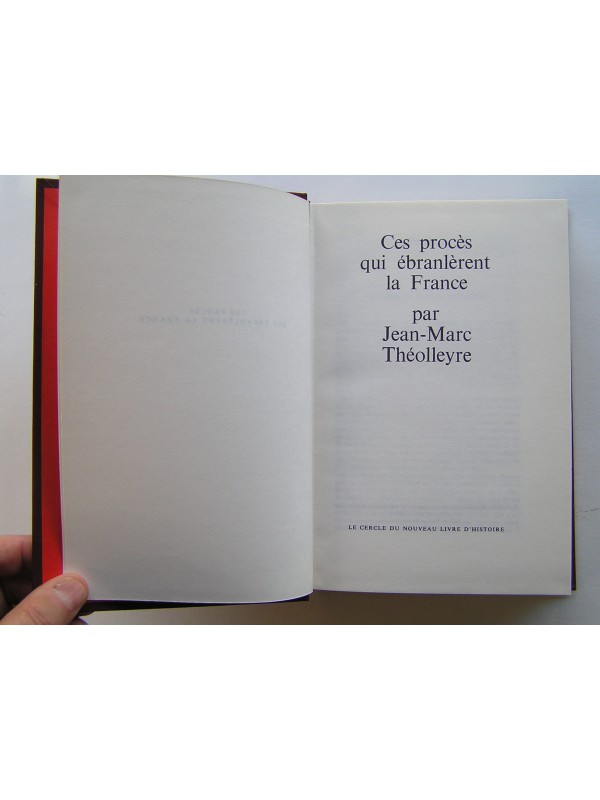 Ces procès
qui ébranlèrent
la France
par
Jean-Marc
Théolleyre
LE CERCLE DU NOUVEAU LIVRE D'HISTOIRE